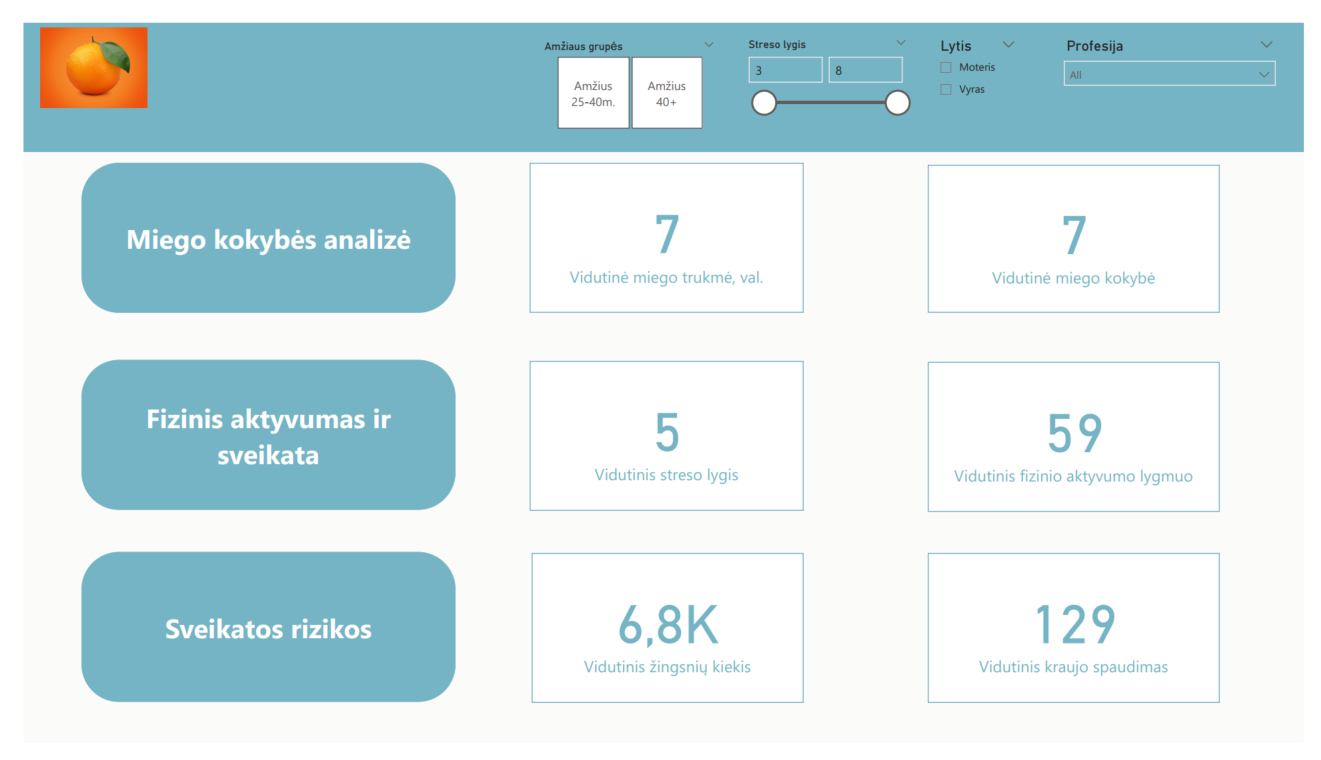 Amžiaus grupės
Amžius
25-40m.
Amžius
40+
Streso lygis
3
8
Lytis
Moteris
Vyras
Profesija
All
Miego kokybės analizė
7
Vidutinė miego trukmė, val.
7
Vidutinė miego kokybė
Fizinis aktyvumas ir
sveikata
5
Vidutinis streso lygis
59
Vidutinis fizinio aktyvumo lygmuo
Sveikatos rizikos
6,8K
Vidutinis žingsnių kiekis
129
Vidutinis kraujo spaudimas